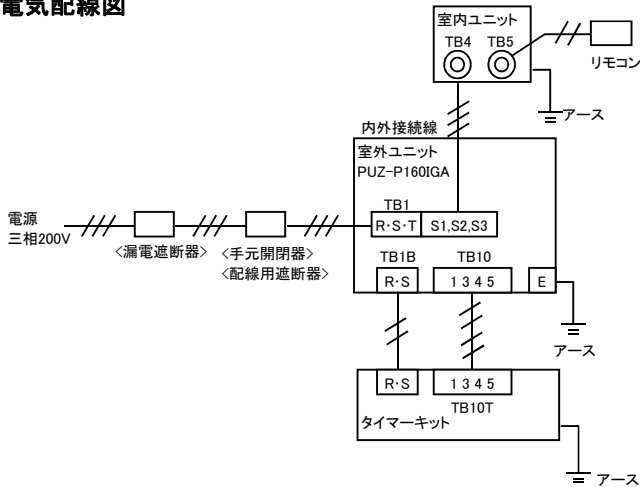 電気配線図
室内ユニット
TB4 TB5
リモコン
アース
内外接続線
室外ユニット
PUZ-P160IGA
TB1
R・S・T S1,S2,S3
電源
三相200V
<漏電遮断器>
<手元開閉器>
<配線用遮断器>
TB1B TB10
R・S 1 3 4 5 E
アース
R・S 1 3 4 5
TB10T
タイマーキット
アース